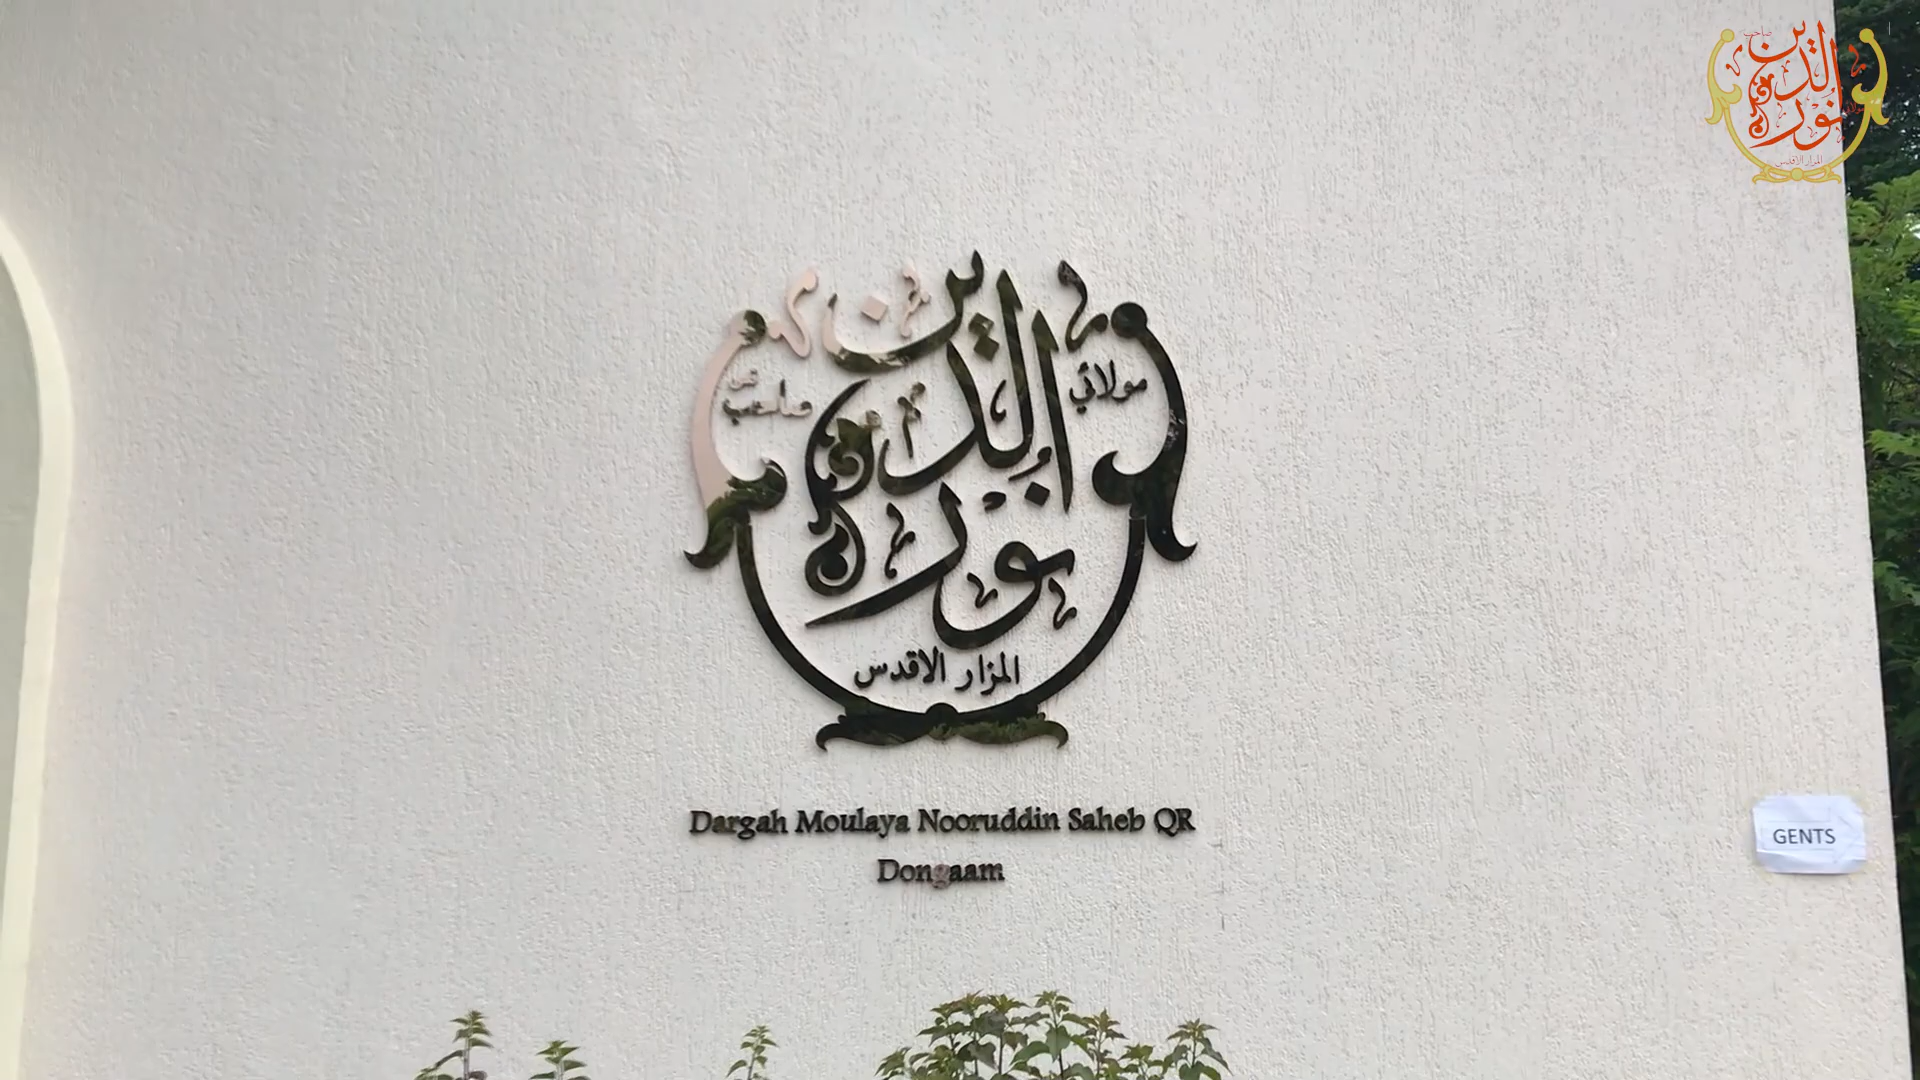 مولائي
نور الدين
صاحب
المزار الاقدس
Dargah Moulaya Nooruddin Saheb QR
Dongaam
GENTS